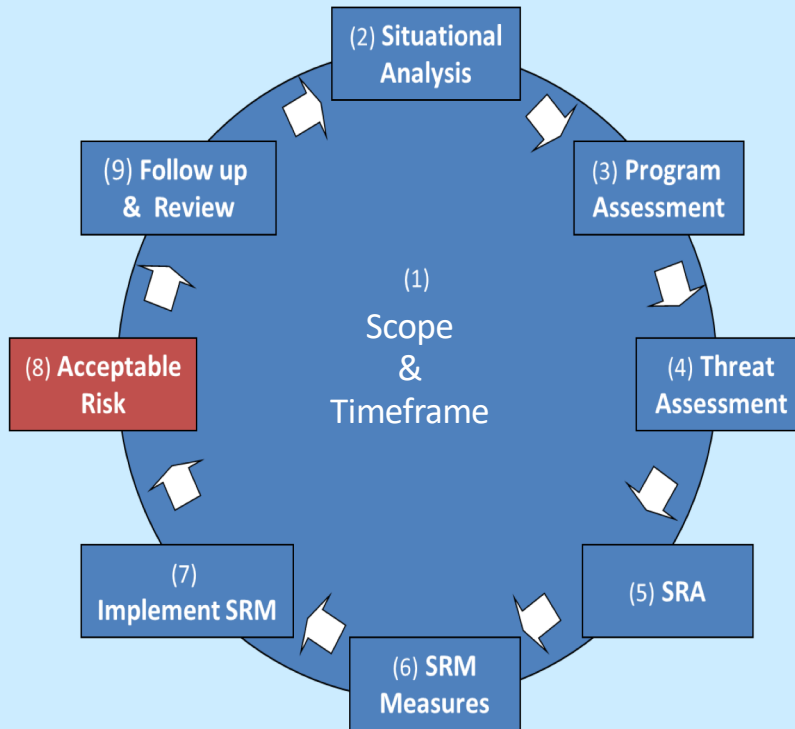 (2) Situational
Analysis
(3) Program
Assessment
(9) Follow up
& Review
(1)
Scope
&
Timeframe
(4) Threat
Assessment
(8) Acceptable
Risk
(5) SRA
(7)
Implement SRM
(6) SRM
Measures